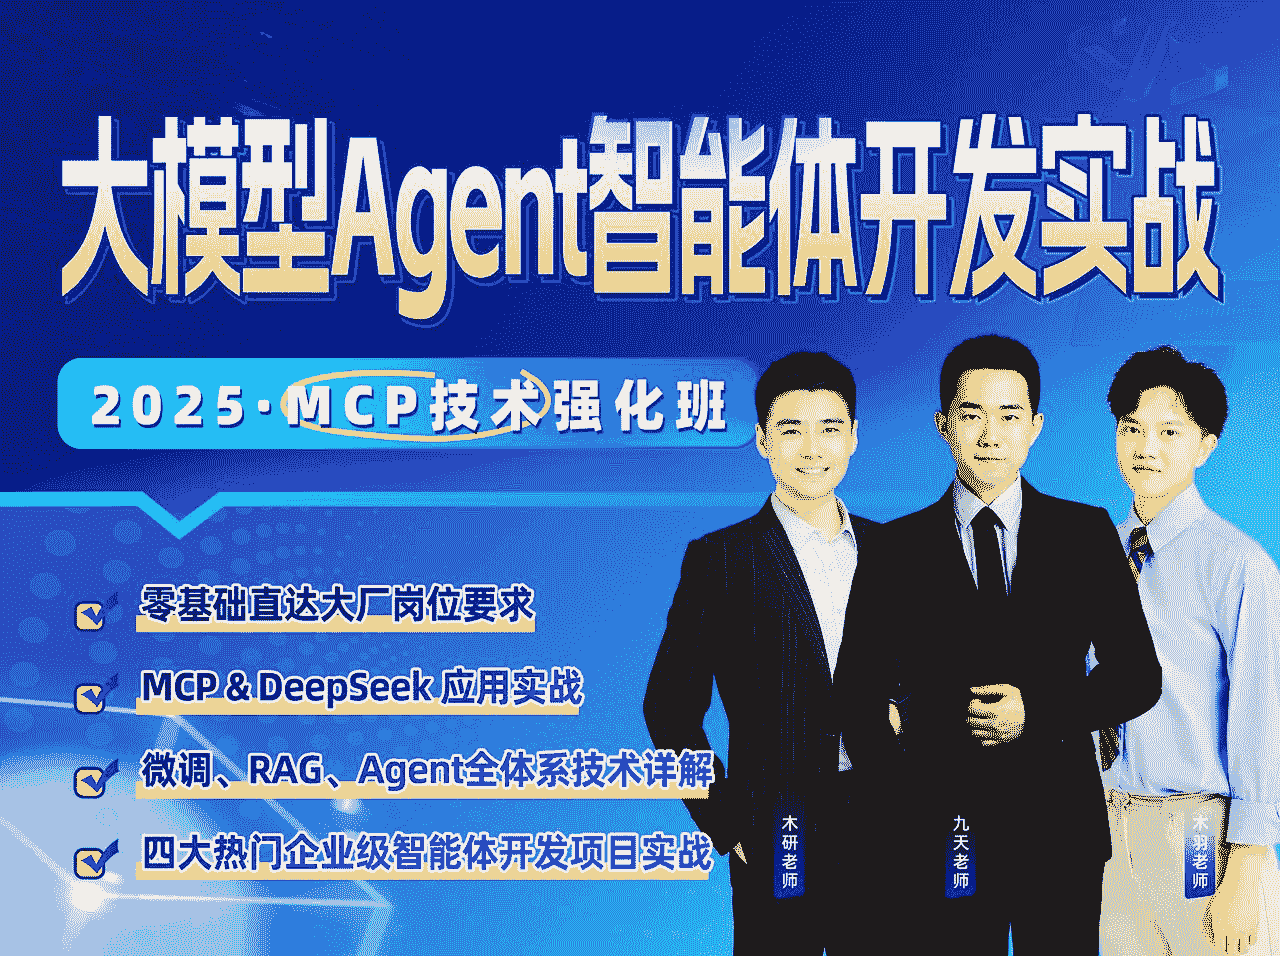 大模型Agent智能体开发实战
2025·MCP技术强化班
零基础直达大厂岗位要求
MCP & DeepSeek 应用实战
微调、RAG、Agent全体系技术详解
四大热门企业级智能体开发项目实战
木研老师
九天老师
木羽老师